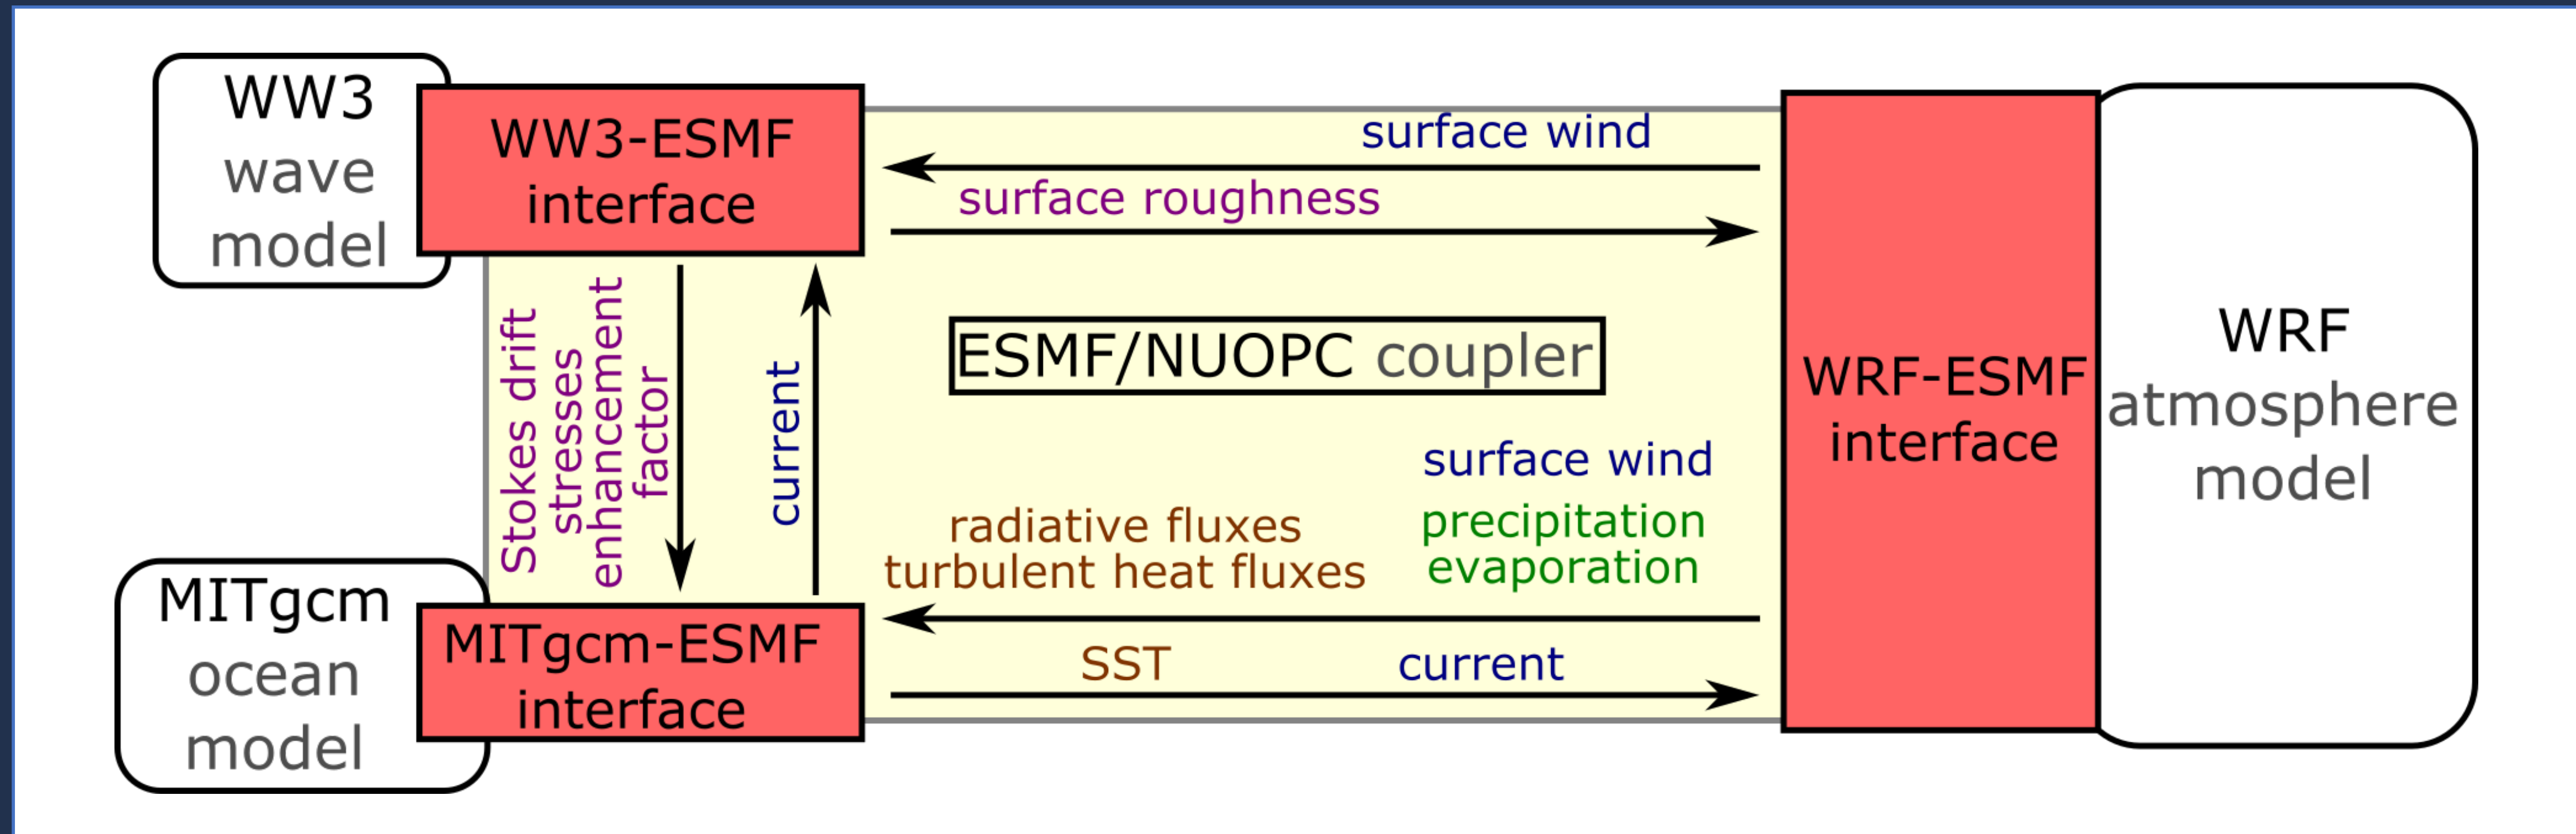 WW3
wave
model
WW3-ESMF
interface
surface wind
surface roughness
Stokes drift
stresses
enhancement
factor
current
ESMF/NUOPC coupler
WRF-ESMF
interface
WRF
atmosphere
model
surface wind
radiative fluxes precipitation
turbulent heat fluxes evaporation
MITgcm
ocean
model
MITgcm-ESMF
interface
SST current